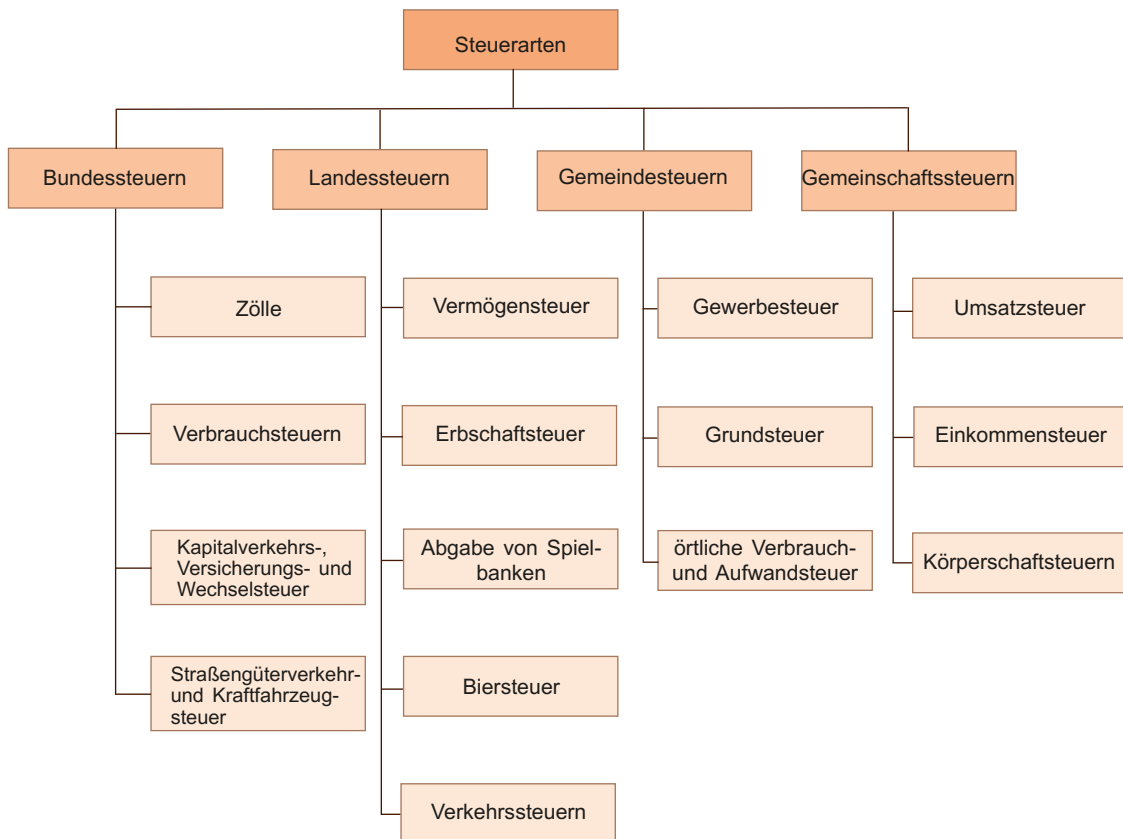 Steuerarten
Bundessteuern
Landessteuern
Gemeindesteuern
Gemeinschaftssteuern
Zölle
Verbrauchsteuern
Kapitalverkehrs-,
Versicherungs- und
Wechselsteuer
Straßengüterverkehr-
und Kraftfahrzeug-
steuer
Vermögensteuer
Erbschaftsteuer
Abgabe von Spiel-
banken
Biersteuer
Verkehrssteuern
Gewerbesteuer
Grundsteuer
örtliche Verbrauch-
und Aufwandsteuer
Umsatzsteuer
Einkommensteuer
Körperschaftsteuern